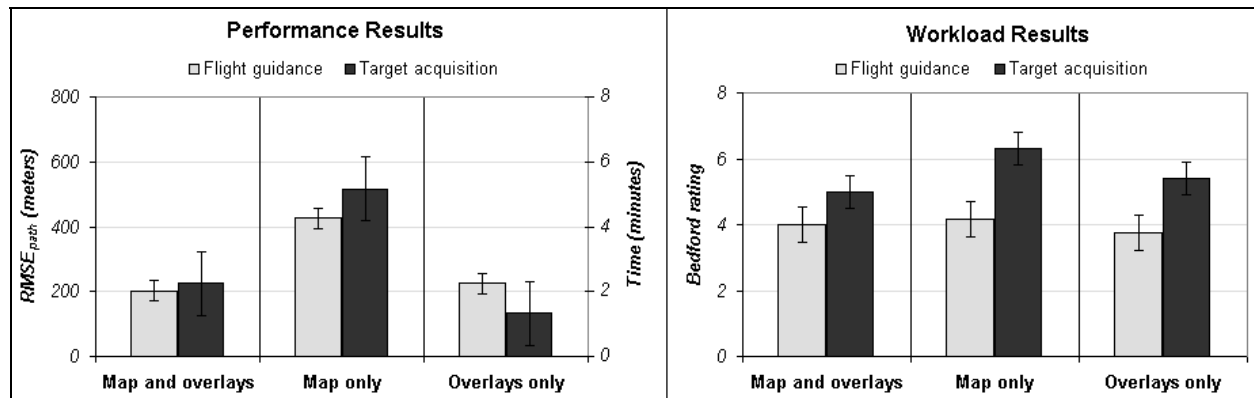 Performance Results
Flight guidance Target acquisition
800
600
400
200
0
RMSEpath (meters)
8
6
4
2
0
Time (minutes)
Map and overlays Map only Overlays only
Workload Results
Flight guidance Target acquisition
8
6
4
2
0
Bedford rating
Map and overlays Map only Overlays only